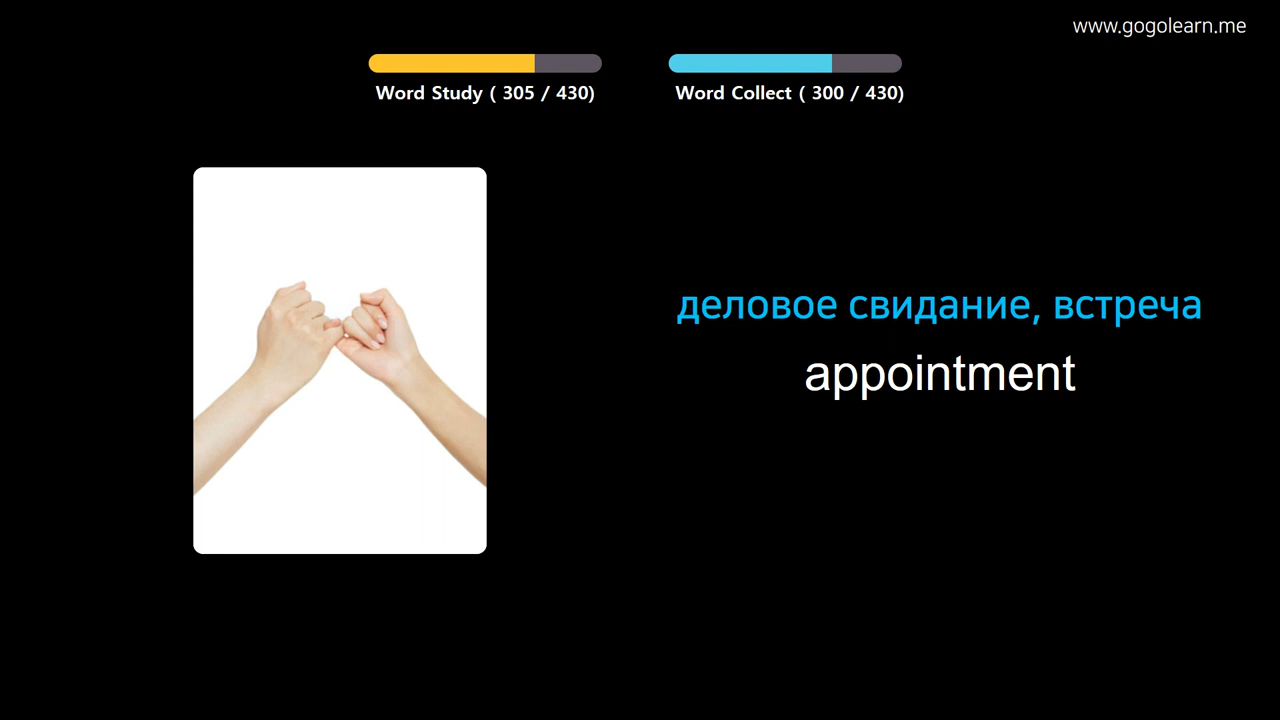 www.gogolearn.me
Word Study ( 305 / 430)
Word Collect ( 300 / 430)
деловое свидание, встреча
appointment